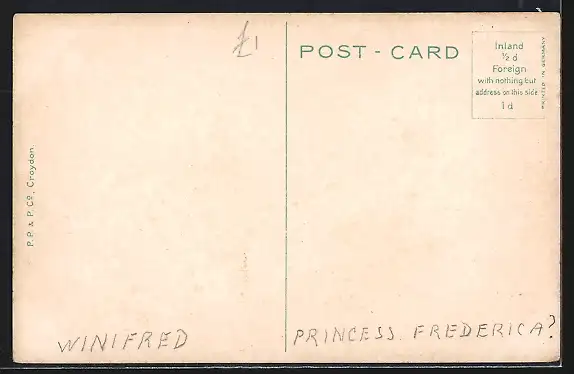 £1
POST - CARD
Inland
½ d
Foreign
with nothing but
address on this side
1 d
PRINTED IN GERMANY
P. P. & P. Co., Croydon
WINIFRED
PRINCESS FREDERICA?